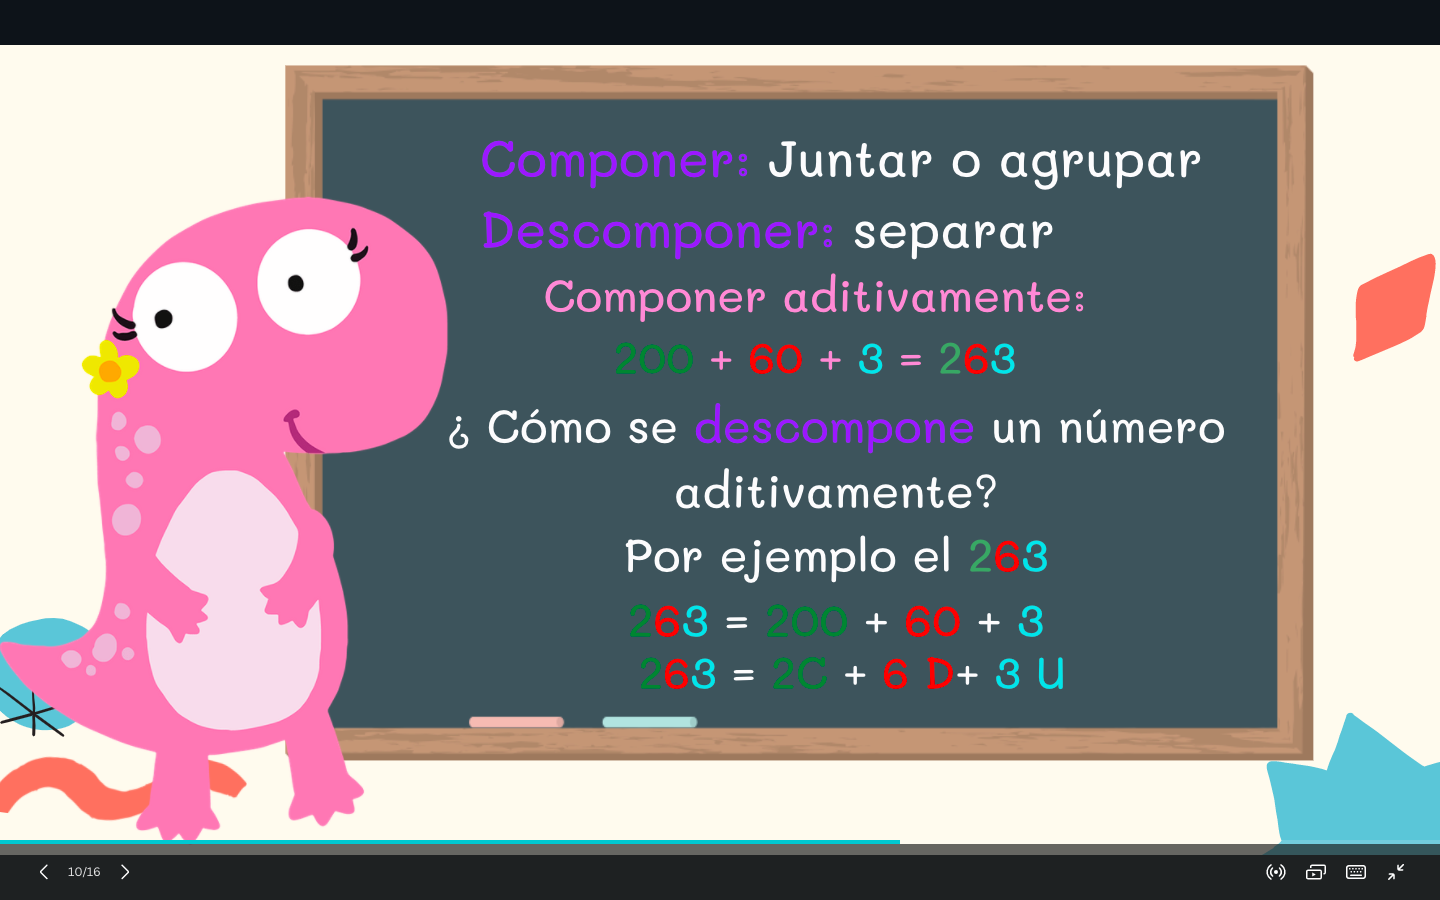 Componer: Juntar o agrupar
Descomponer: separar
Componer aditivamente:
200 + 60 + 3 = 263
¿ Cómo se descompone un número
aditivamente?
Por ejemplo el 263
263 = 200 + 60 + 3
263 = 2C + 6 D+ 3 U
10/16